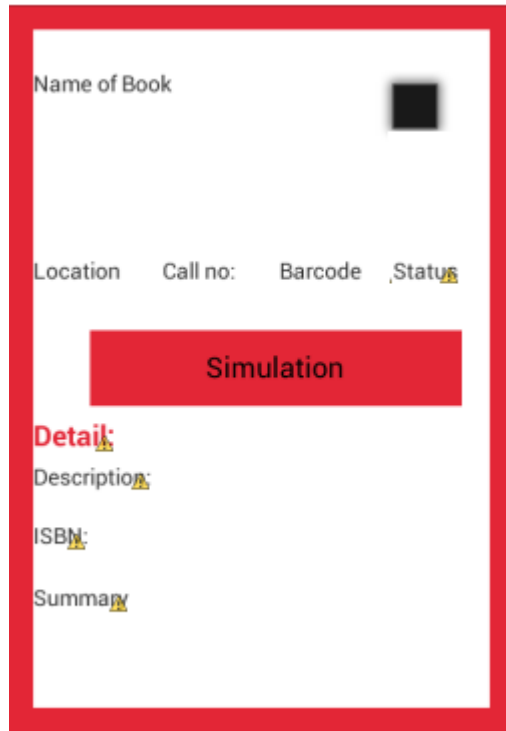 Name of Book
Location Call no: Barcode Status
Simulation
Detail:
Description:
ISBN:
Summary